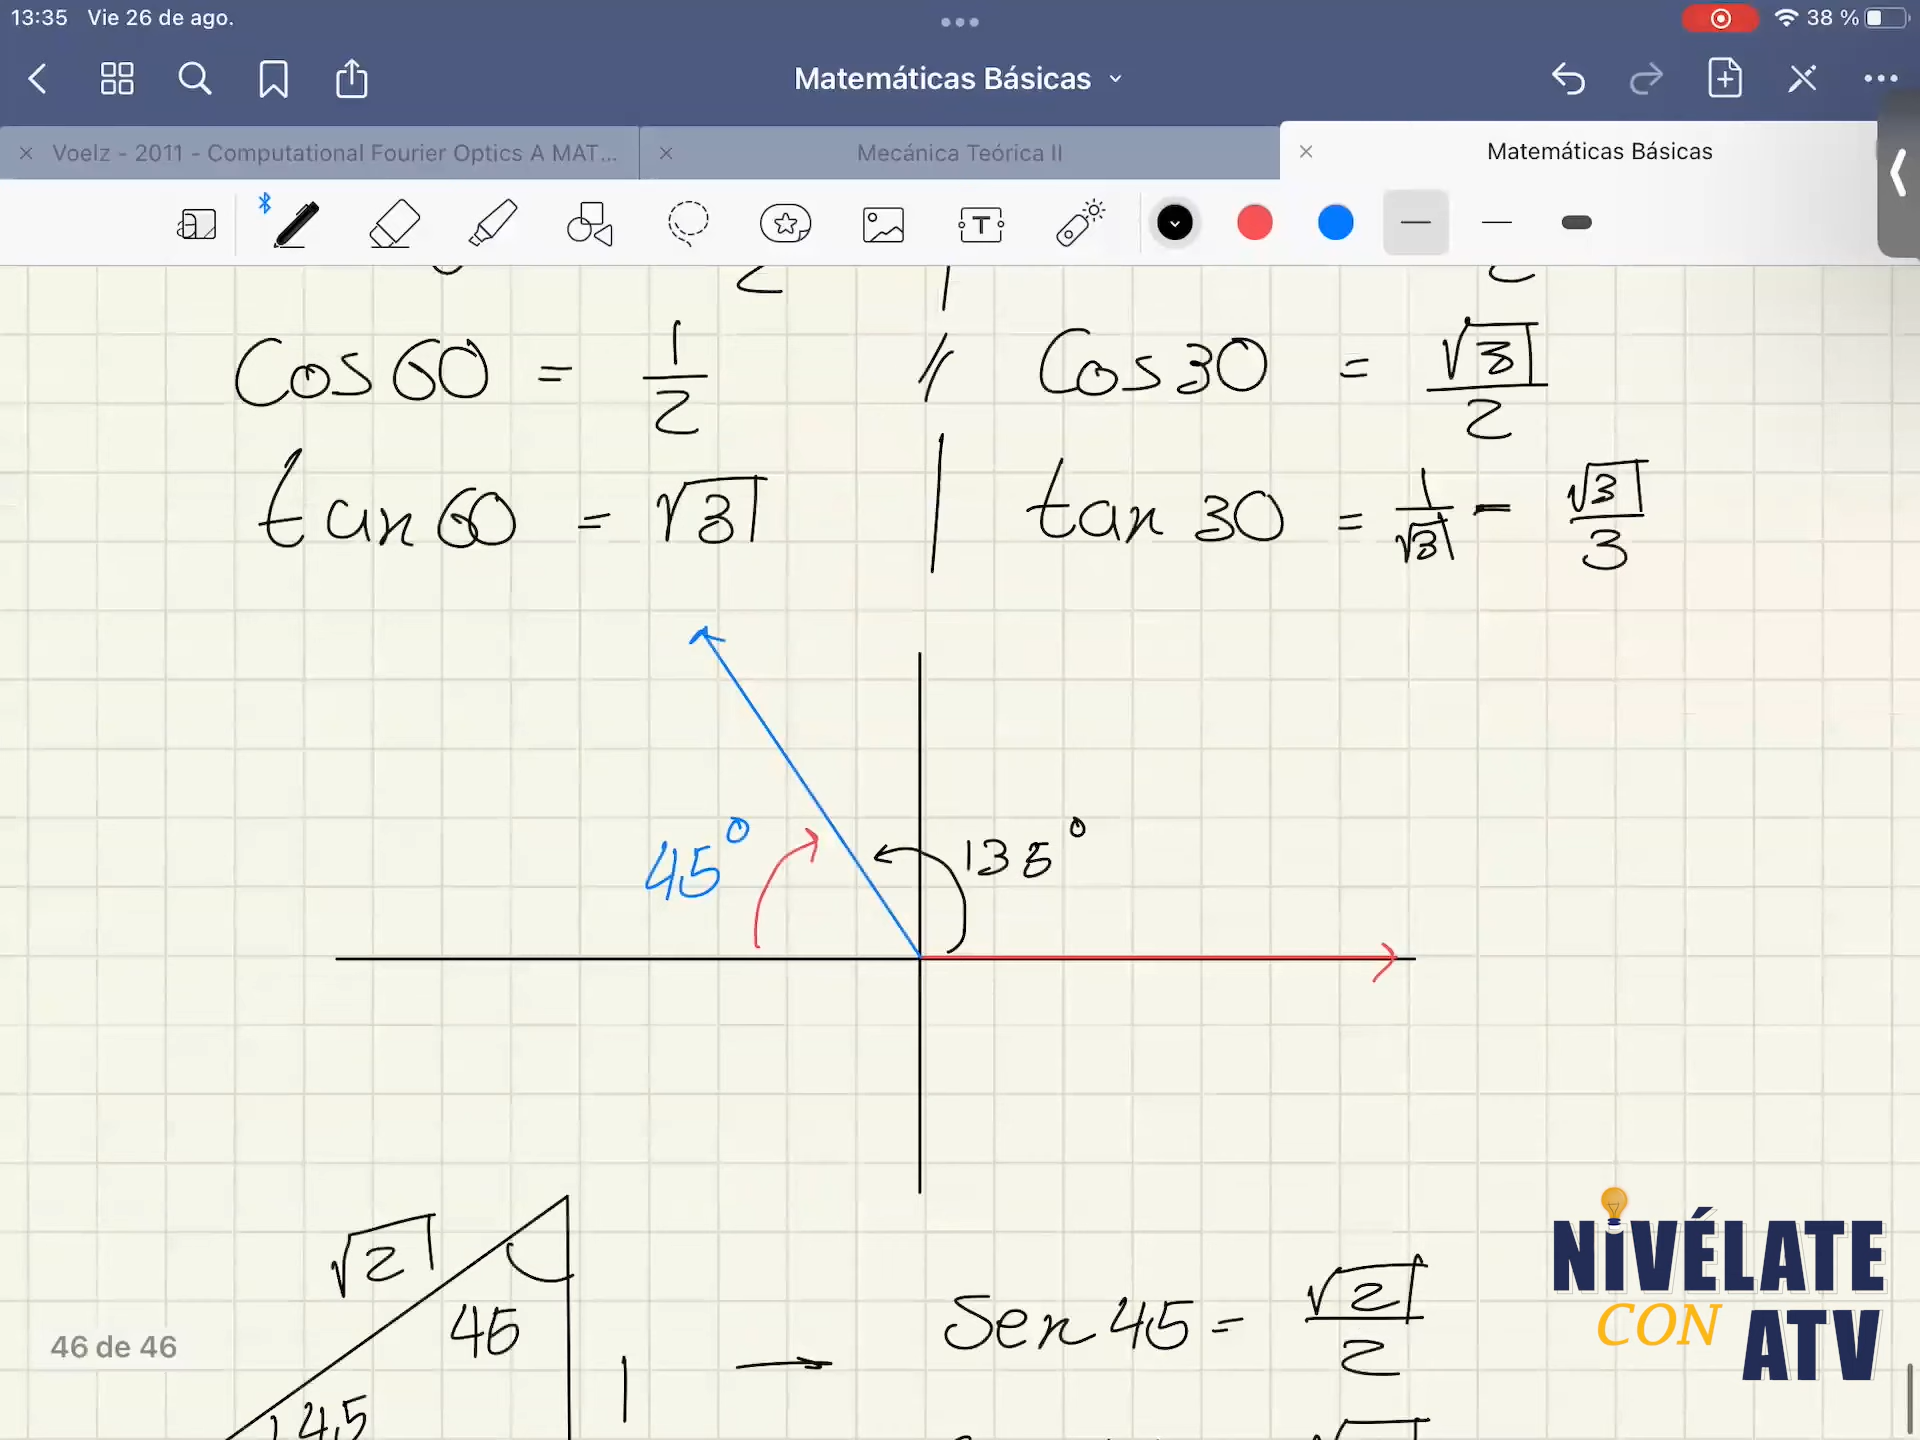 13:35 Vie 26 de ago.
38 %
Matemáticas Básicas
Voelz - 2011 - Computational Fourier Optics A MAT...
Mecánica Teórica II
Matemáticas Básicas
Cos 60 = 1/2 // Cos 30 = √3/2
tan 60 = √3 | tan 30 = 1/√3 - √3/3
45° 135°
√2
45
1
45
Sen 45 = √2/2
46 de 46
NIVÉLATE
CON
ATV